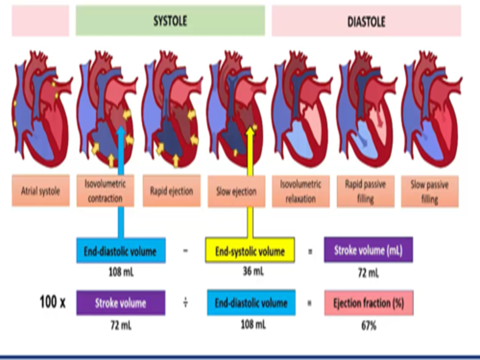 SYSTOLE
DIASTOLE
Atrial systole
Isovolumetric
contraction
Rapid ejection
Slow ejection
Isovolumetric
relaxation
Rapid passive
filling
Slow passive
filling
End-diastolic volume - End-systolic volume = Stroke volume (mL)
108 mL 36 mL 72 mL
100 x Stroke volume ÷ End-diastolic volume = Ejection fraction (%)
72 mL 108 mL 67%